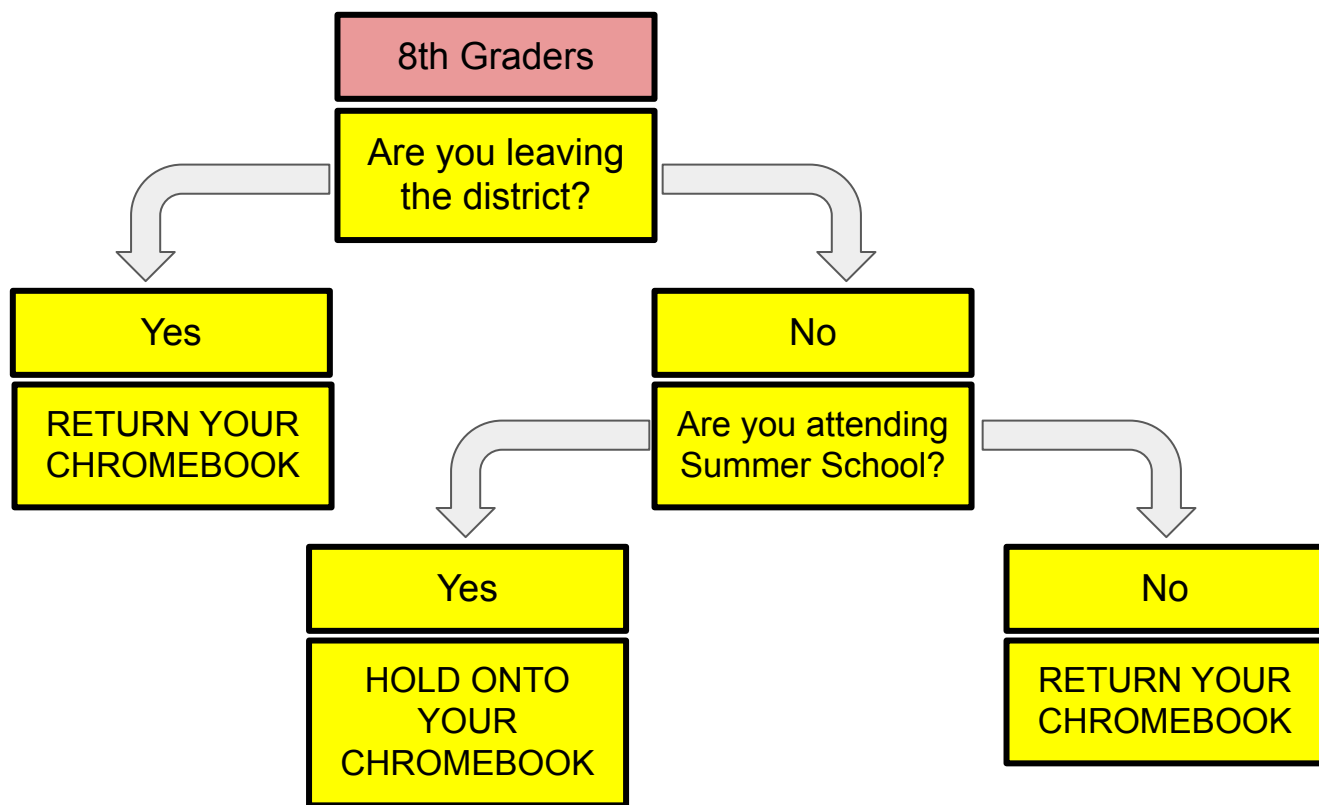 8th Graders
Are you leaving
the district?
Yes
No
RETURN YOUR
CHROMEBOOK
Are you attending
Summer School?
Yes
No
HOLD ONTO
YOUR
CHROMEBOOK
RETURN YOUR
CHROMEBOOK